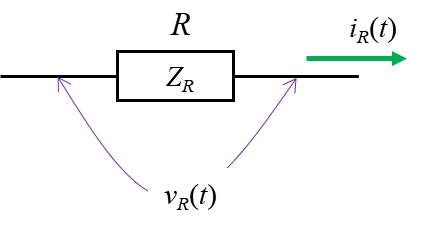 R
i_R(t)
Z_R
v_R(t)